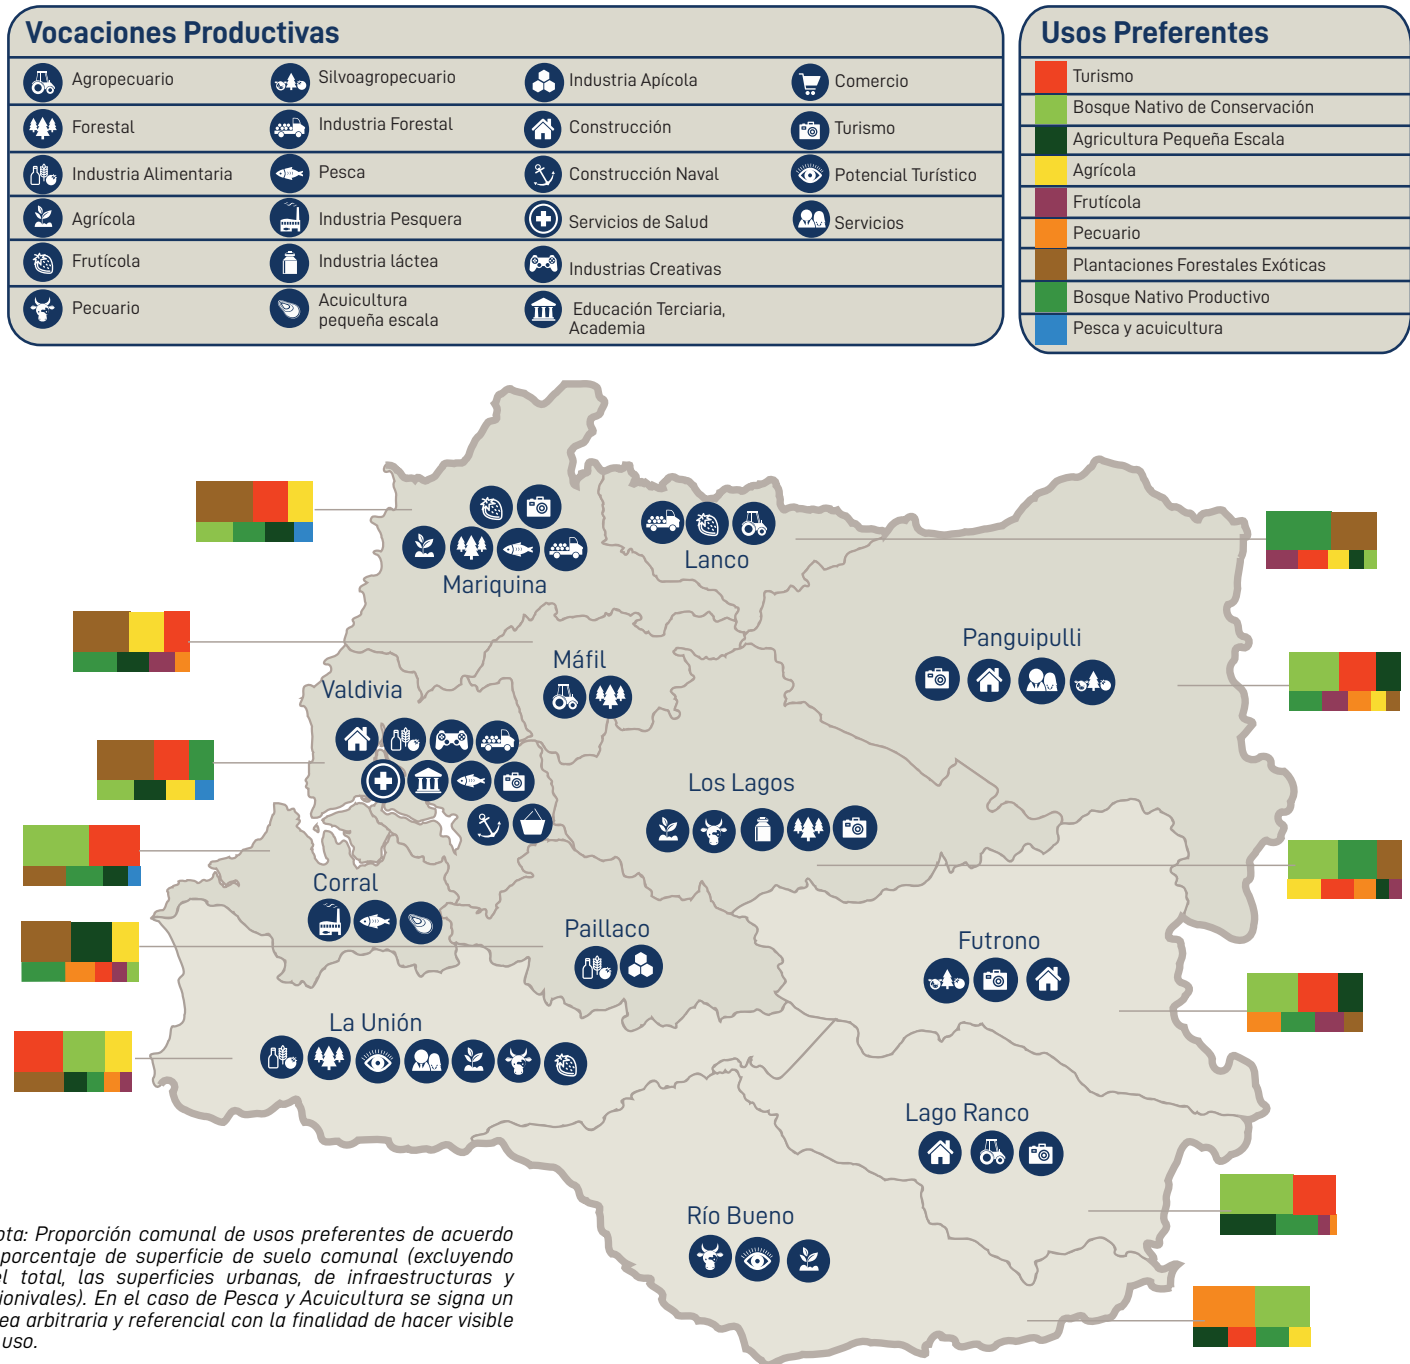 Vocaciones Productivas
Agropecuario
Silvoagropecuario
Industria Apícola
Comercio
Forestal
Industria Forestal
Construcción
Turismo
Industria Alimentaria
Pesca
Construcción Naval
Potencial Turístico
Agrícola
Industria Pesquera
Servicios de Salud
Servicios
Frutícola
Industria láctea
Industrias Creativas
Pecuario
Acuicultura
pequeña escala
Educación Terciaria,
Academia
Usos Preferentes
Turismo
Bosque Nativo de Conservación
Agricultura Pequeña Escala
Agrícola
Frutícola
Pecuario
Plantaciones Forestales Exóticas
Bosque Nativo Productivo
Pesca y acuicultura
Mariquina
Lanco
Panguipulli
Máfil
Valdivia
Los Lagos
Corral
Paillaco
Futrono
La Unión
Lago Ranco
Río Bueno
ota: Proporción comunal de usos preferentes de acuerdo
porcentaje de superficie de suelo comunal (excluyendo
el total, las superficies urbanas, de infraestructuras y
ionivales). En el caso de Pesca y Acuicultura se signa un
ea arbitraria y referencial con la finalidad de hacer visible
uso.